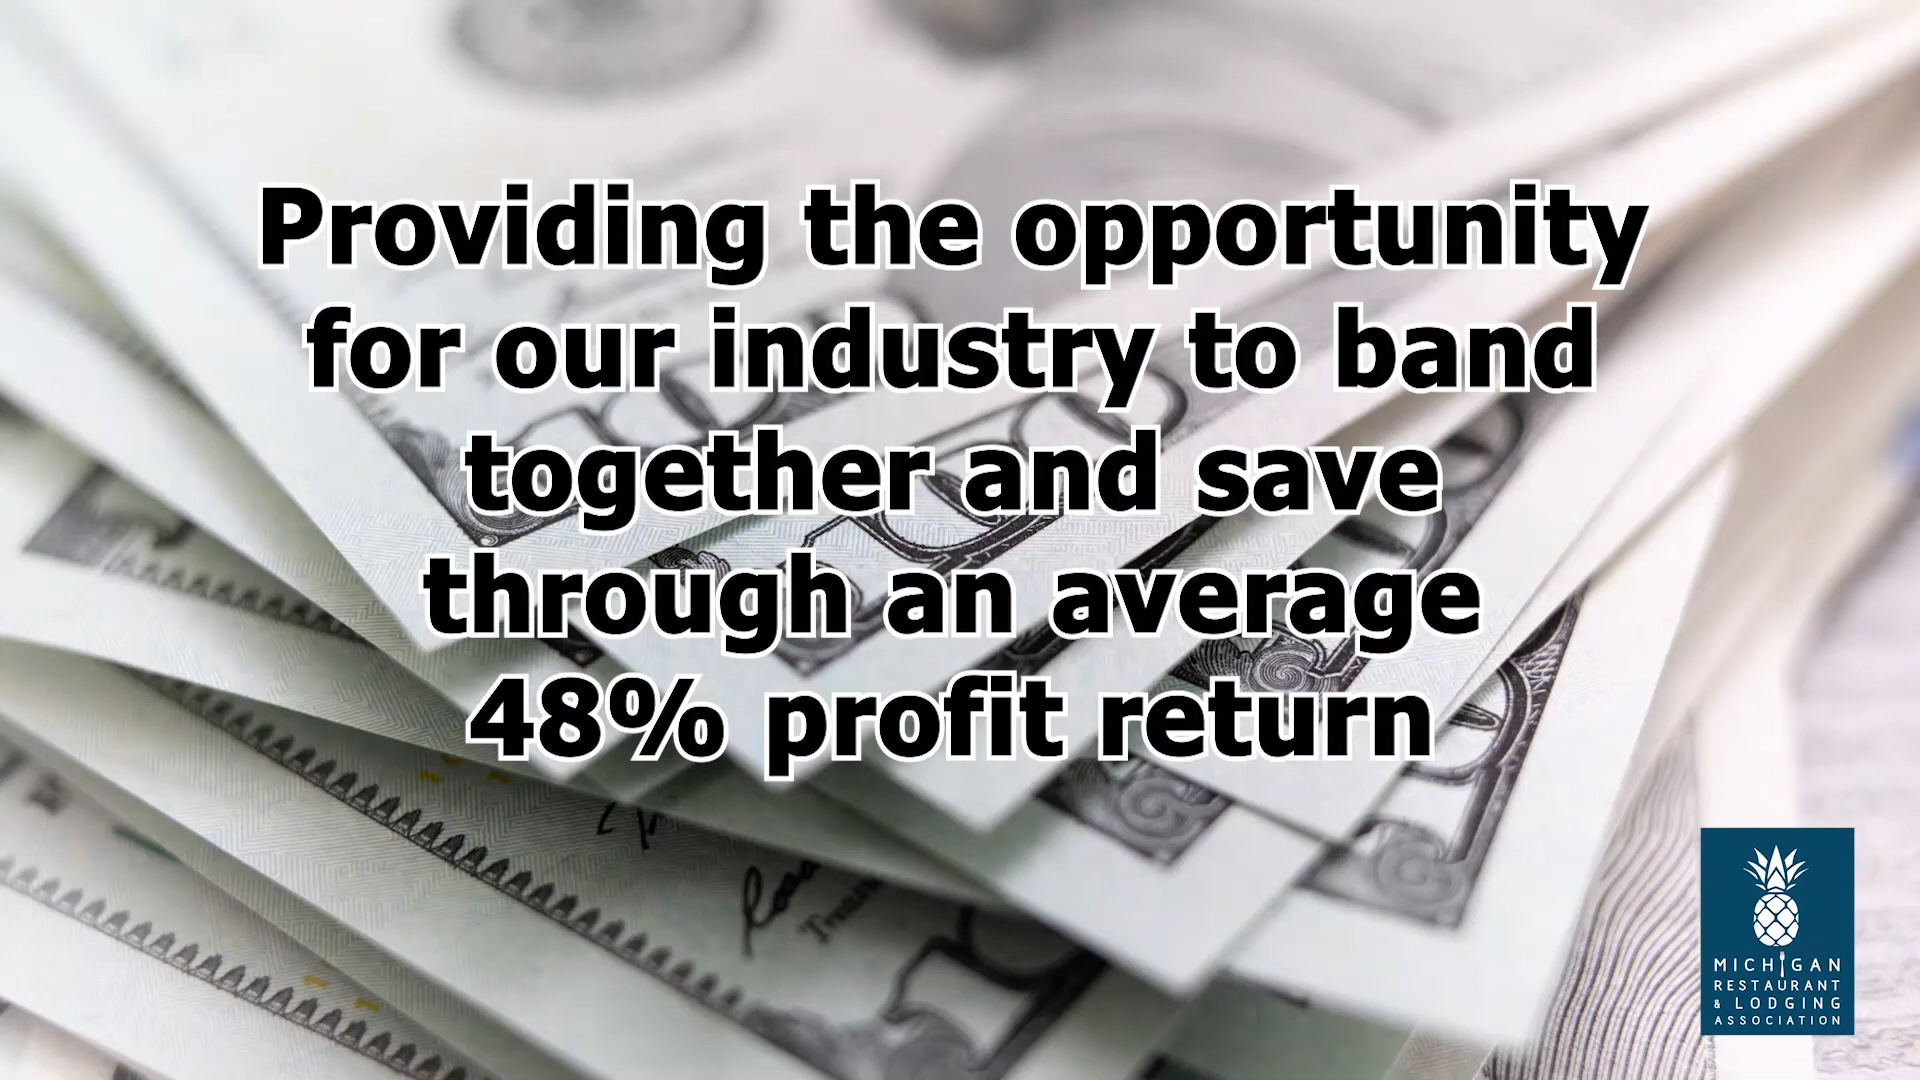 Providing the opportunity
for our industry to band
together and save
through an average
48% profit return
MICHIGAN
RESTAURANT
& LODGING
ASSOCIATION